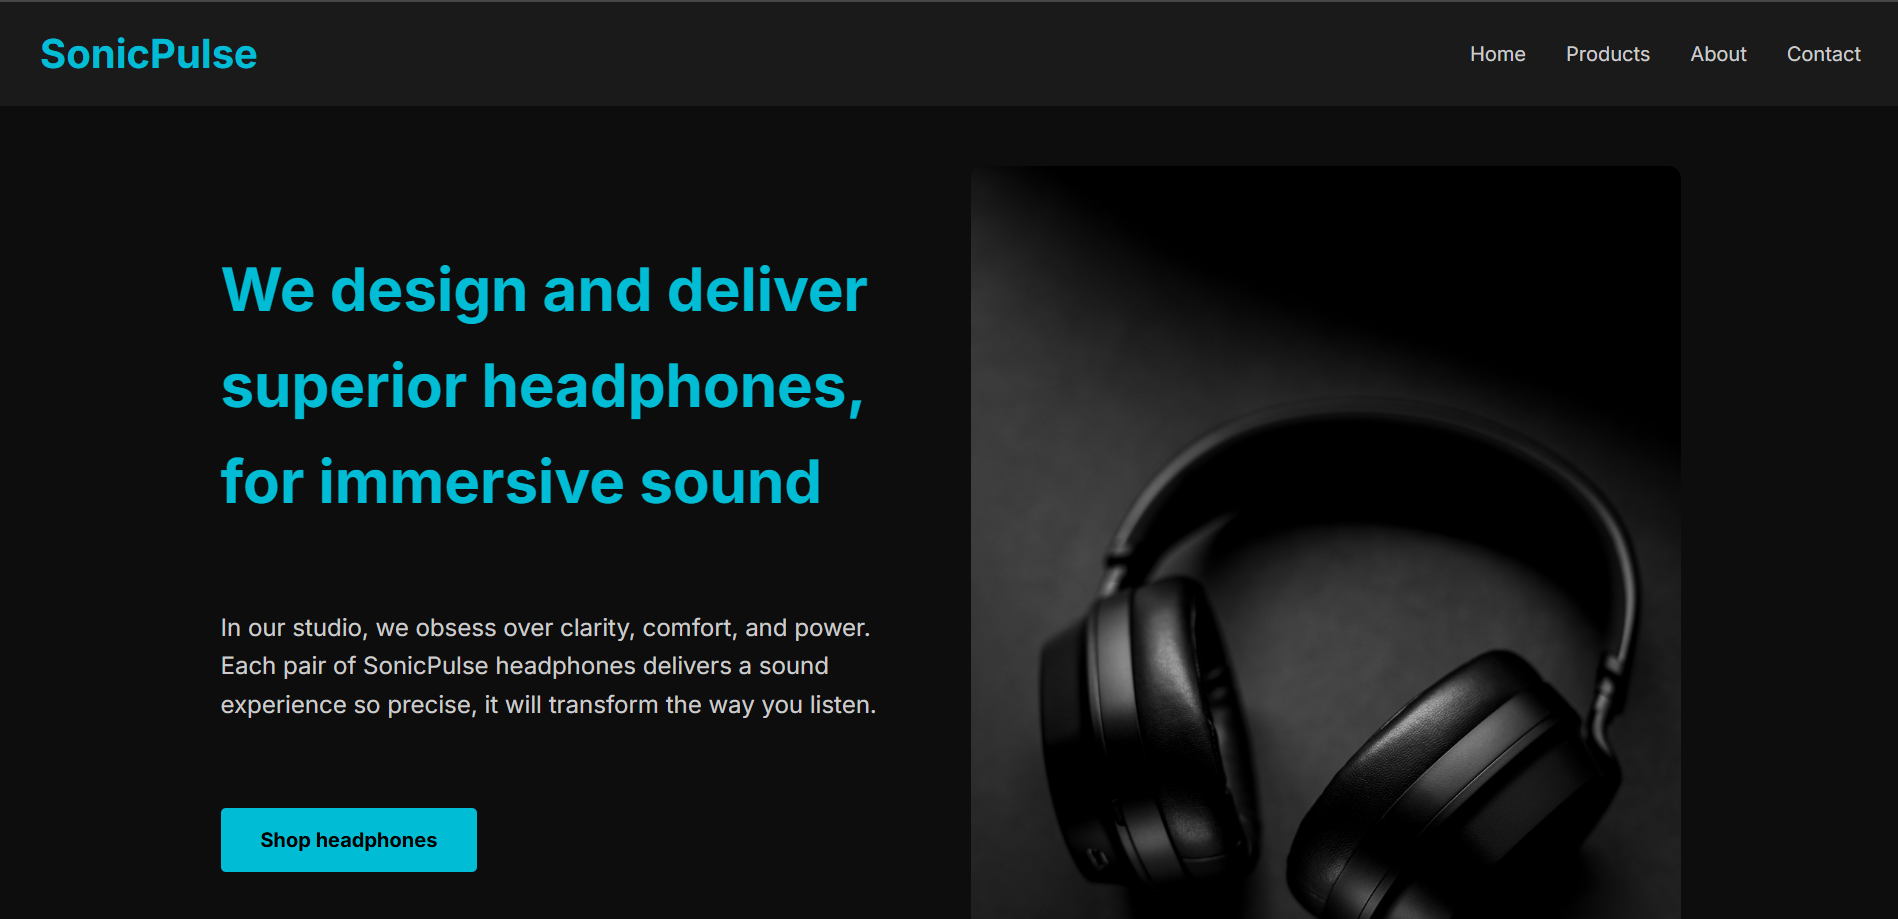 SonicPulse
Home Products About Contact
We design and deliver
superior headphones,
for immersive sound
In our studio, we obsess over clarity, comfort, and power.
Each pair of SonicPulse headphones delivers a sound
experience so precise, it will transform the way you listen.
Shop headphones